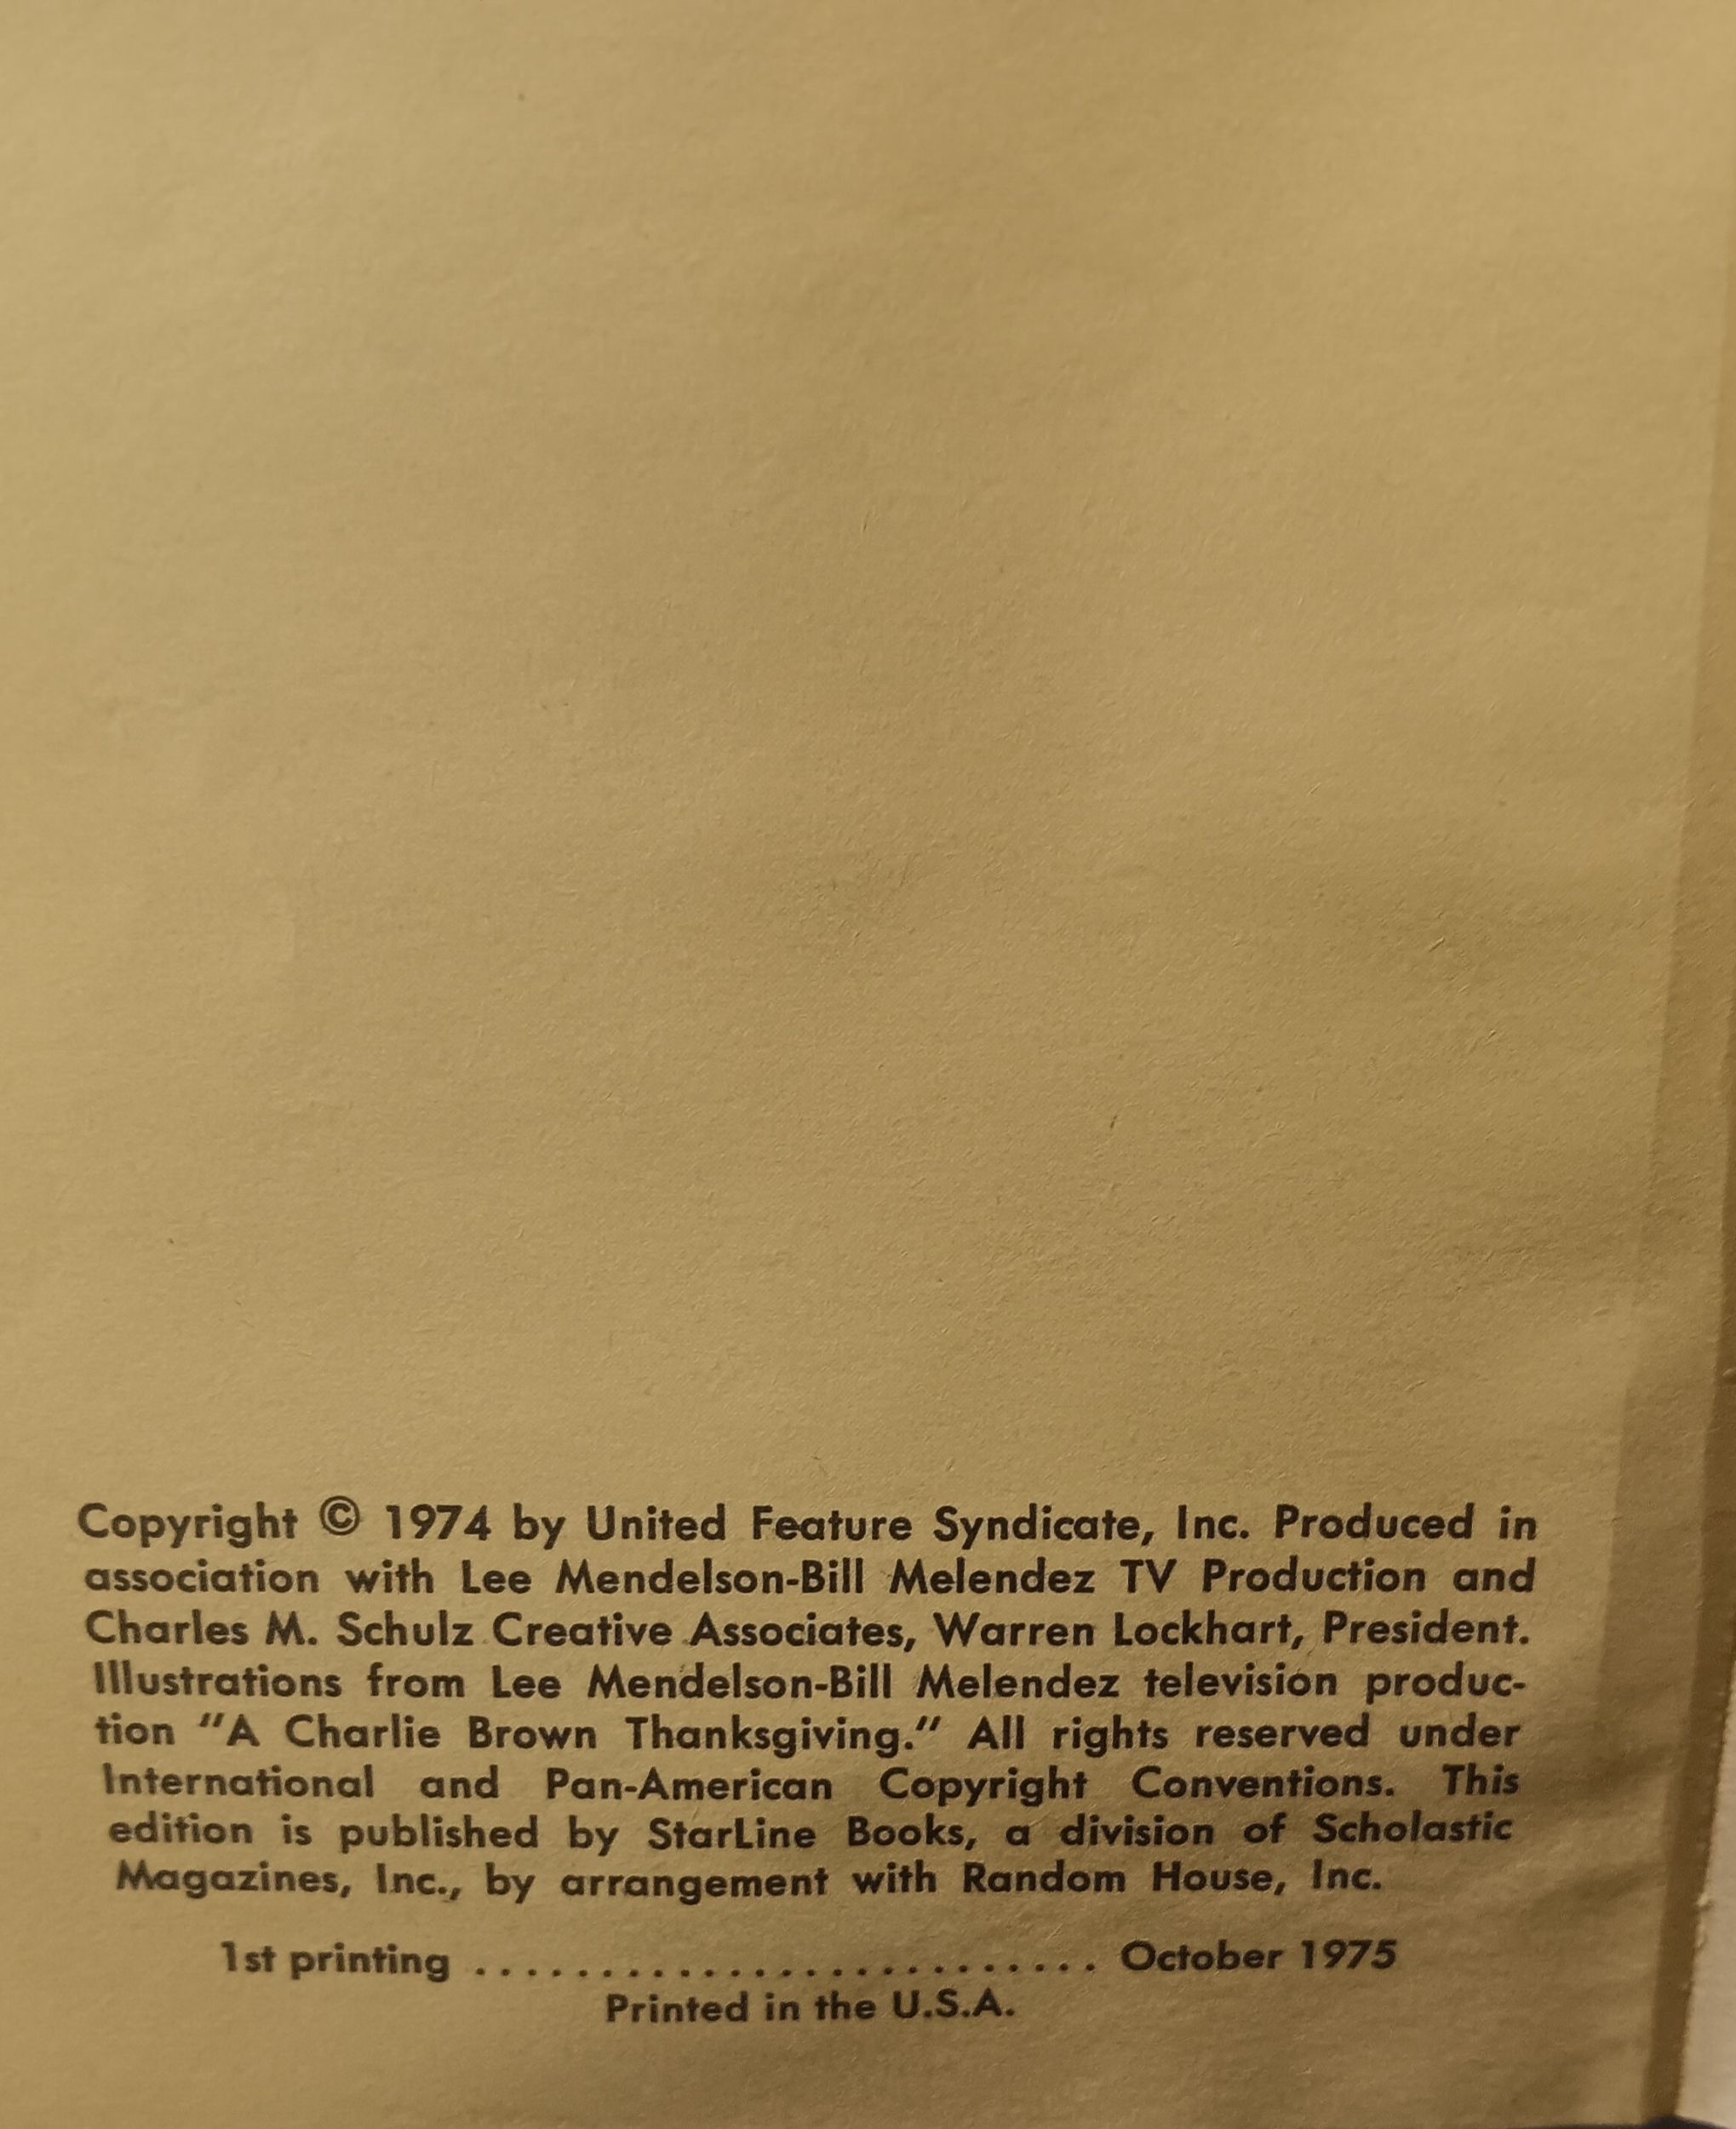 Copyright © 1974 by United Feature Syndicate, Inc. Produced in
association with Lee Mendelson-Bill Melendez TV Production and
Charles M. Schulz Creative Associates, Warren Lockhart, President.
Illustrations from Lee Mendelson-Bill Melendez television produc-
tion "A Charlie Brown Thanksgiving." All rights reserved under
International and Pan-American Copyright Conventions. This
edition is published by StarLine Books, a division of Scholastic
Magazines, Inc., by arrangement with Random House, Inc.
1st printing ......................... October 1975
Printed in the U.S.A.